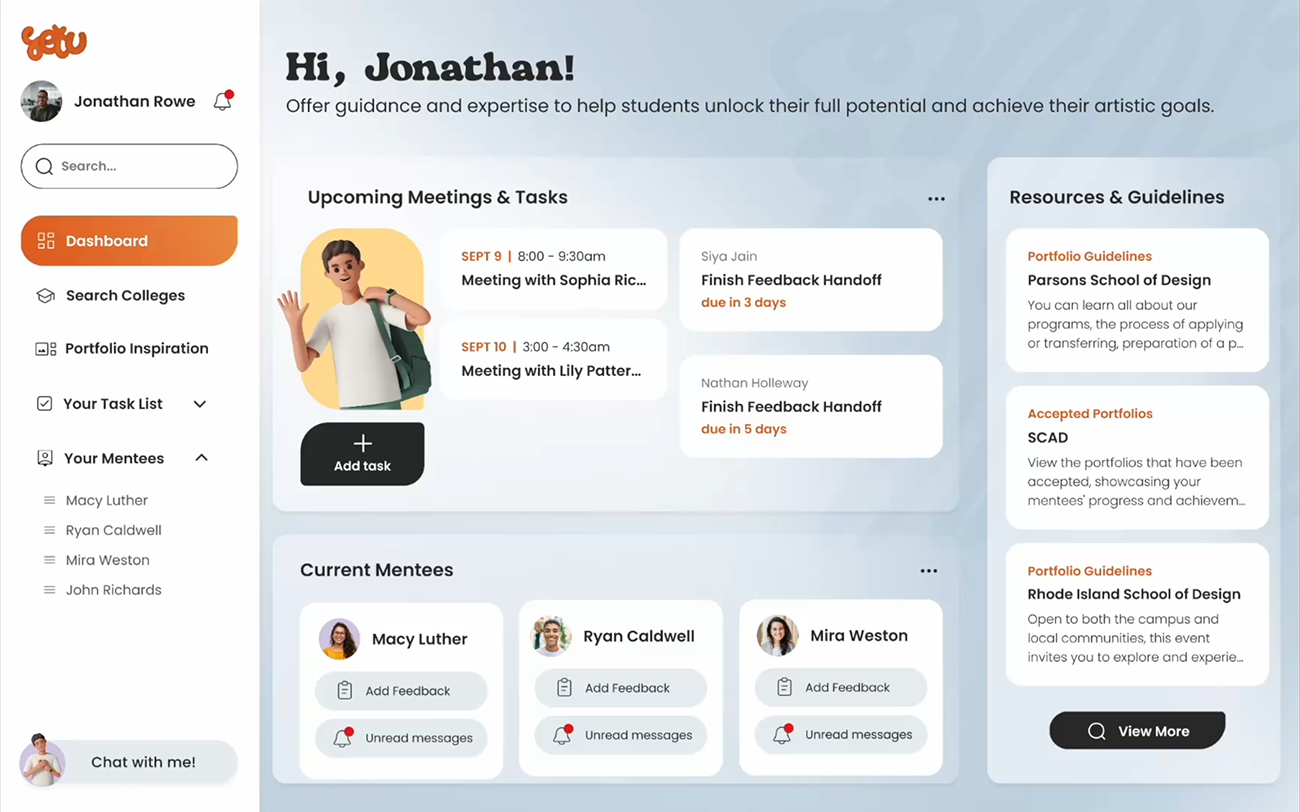 yetu
Jonathan Rowe
Search...
Dashboard
Search Colleges
Portfolio Inspiration
Your Task List
Your Mentees
Macy Luther
Ryan Caldwell
Mira Weston
John Richards
Chat with me!
Hi, Jonathan!
Offer guidance and expertise to help students unlock their full potential and achieve their artistic goals.
Upcoming Meetings & Tasks
SEPT 9 | 8:00 - 9:30am
Meeting with Sophia Ric...
SEPT 10 | 3:00 - 4:30am
Meeting with Lily Patter...
Siya Jain
Finish Feedback Handoff
due in 3 days
Nathan Holleway
Finish Feedback Handoff
due in 5 days
Add task
Current Mentees
Macy Luther
Add Feedback
Unread messages
Ryan Caldwell
Add Feedback
Unread messages
Mira Weston
Add Feedback
Unread messages
Resources & Guidelines
Portfolio Guidelines
Parsons School of Design
You can learn all about our
programs, the process of applying
or transferring, preparation of a p...
Accepted Portfolios
SCAD
View the portfolios that have been
accepted, showcasing your
mentees' progress and achievem...
Portfolio Guidelines
Rhode Island School of Design
Open to both the campus and
local communities, this event
invites you to explore and experie...
View More